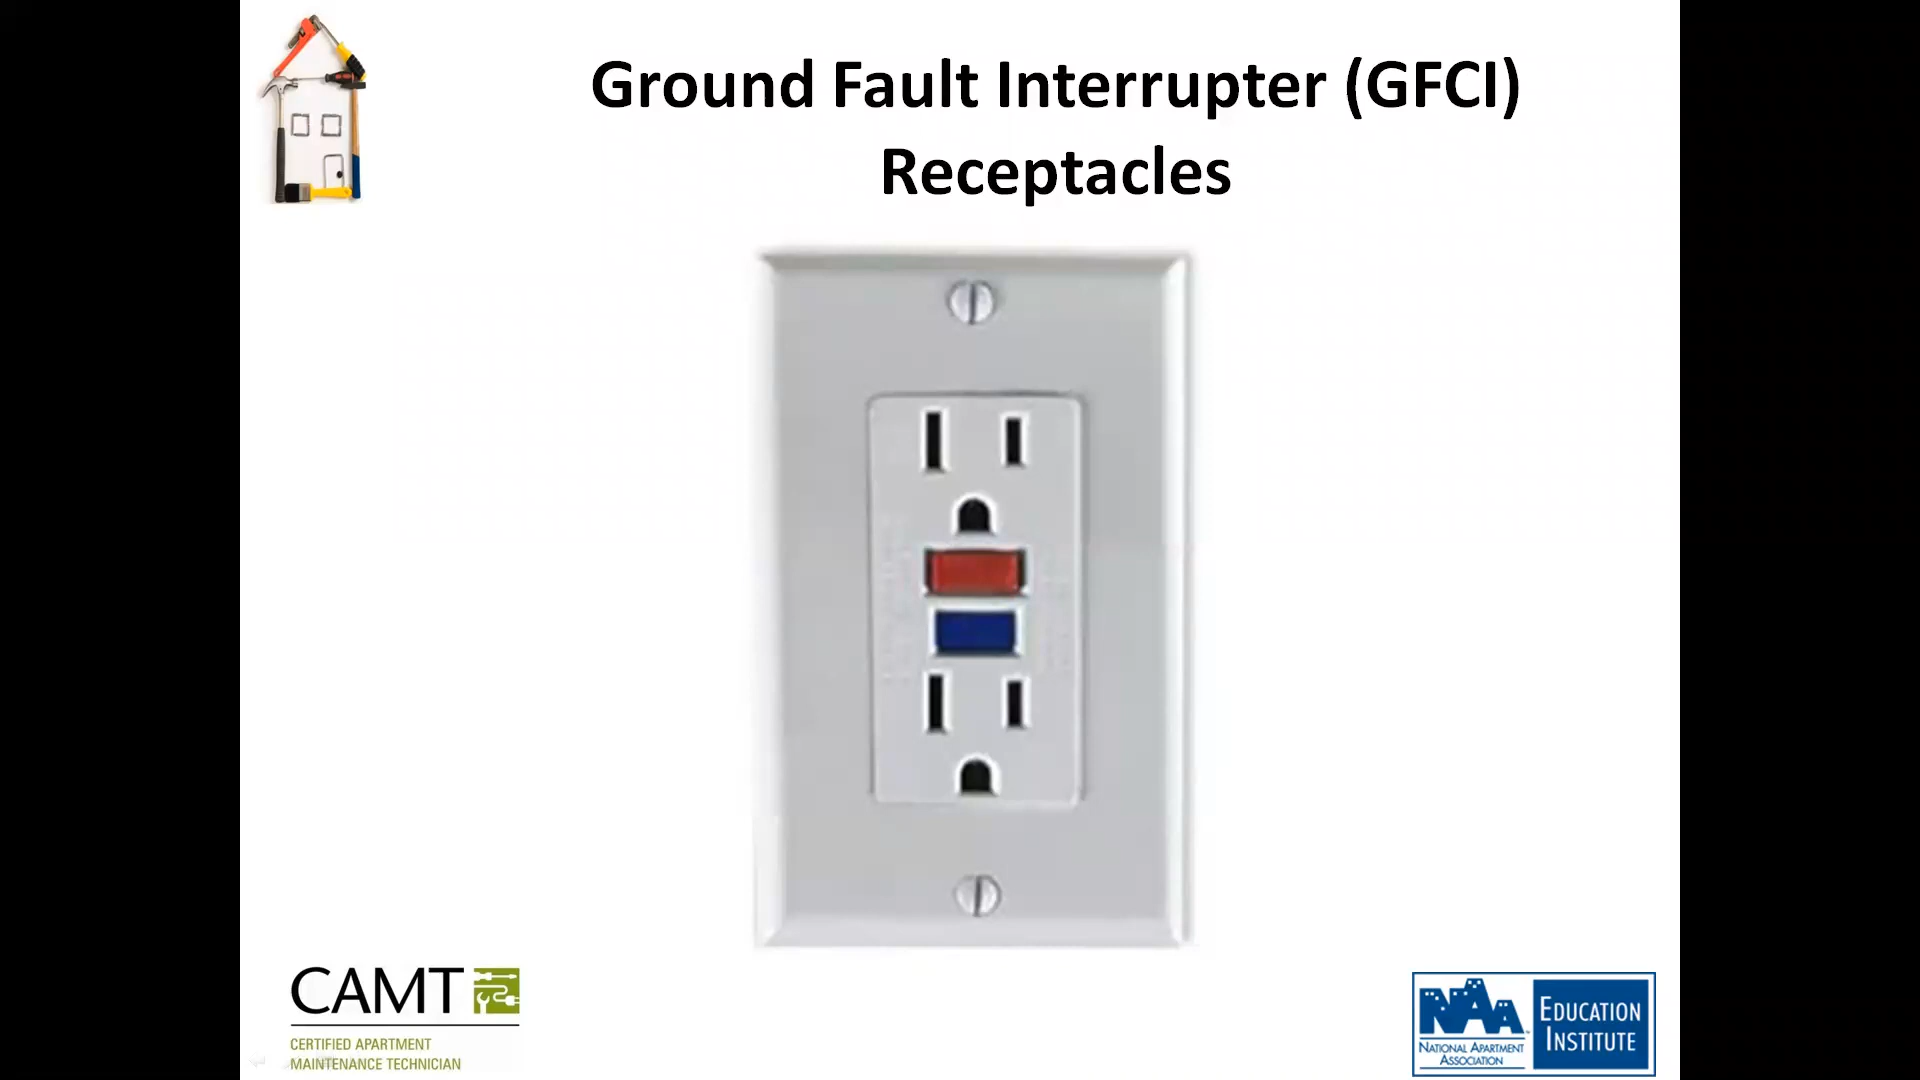 Ground Fault Interrupter (GFCI)
Receptacles
CAMT
CERTIFIED APARTMENT
MAINTENANCE TECHNICIAN
NAA
NATIONAL APARTMENT
ASSOCIATION
EDUCATION
INSTITUTE